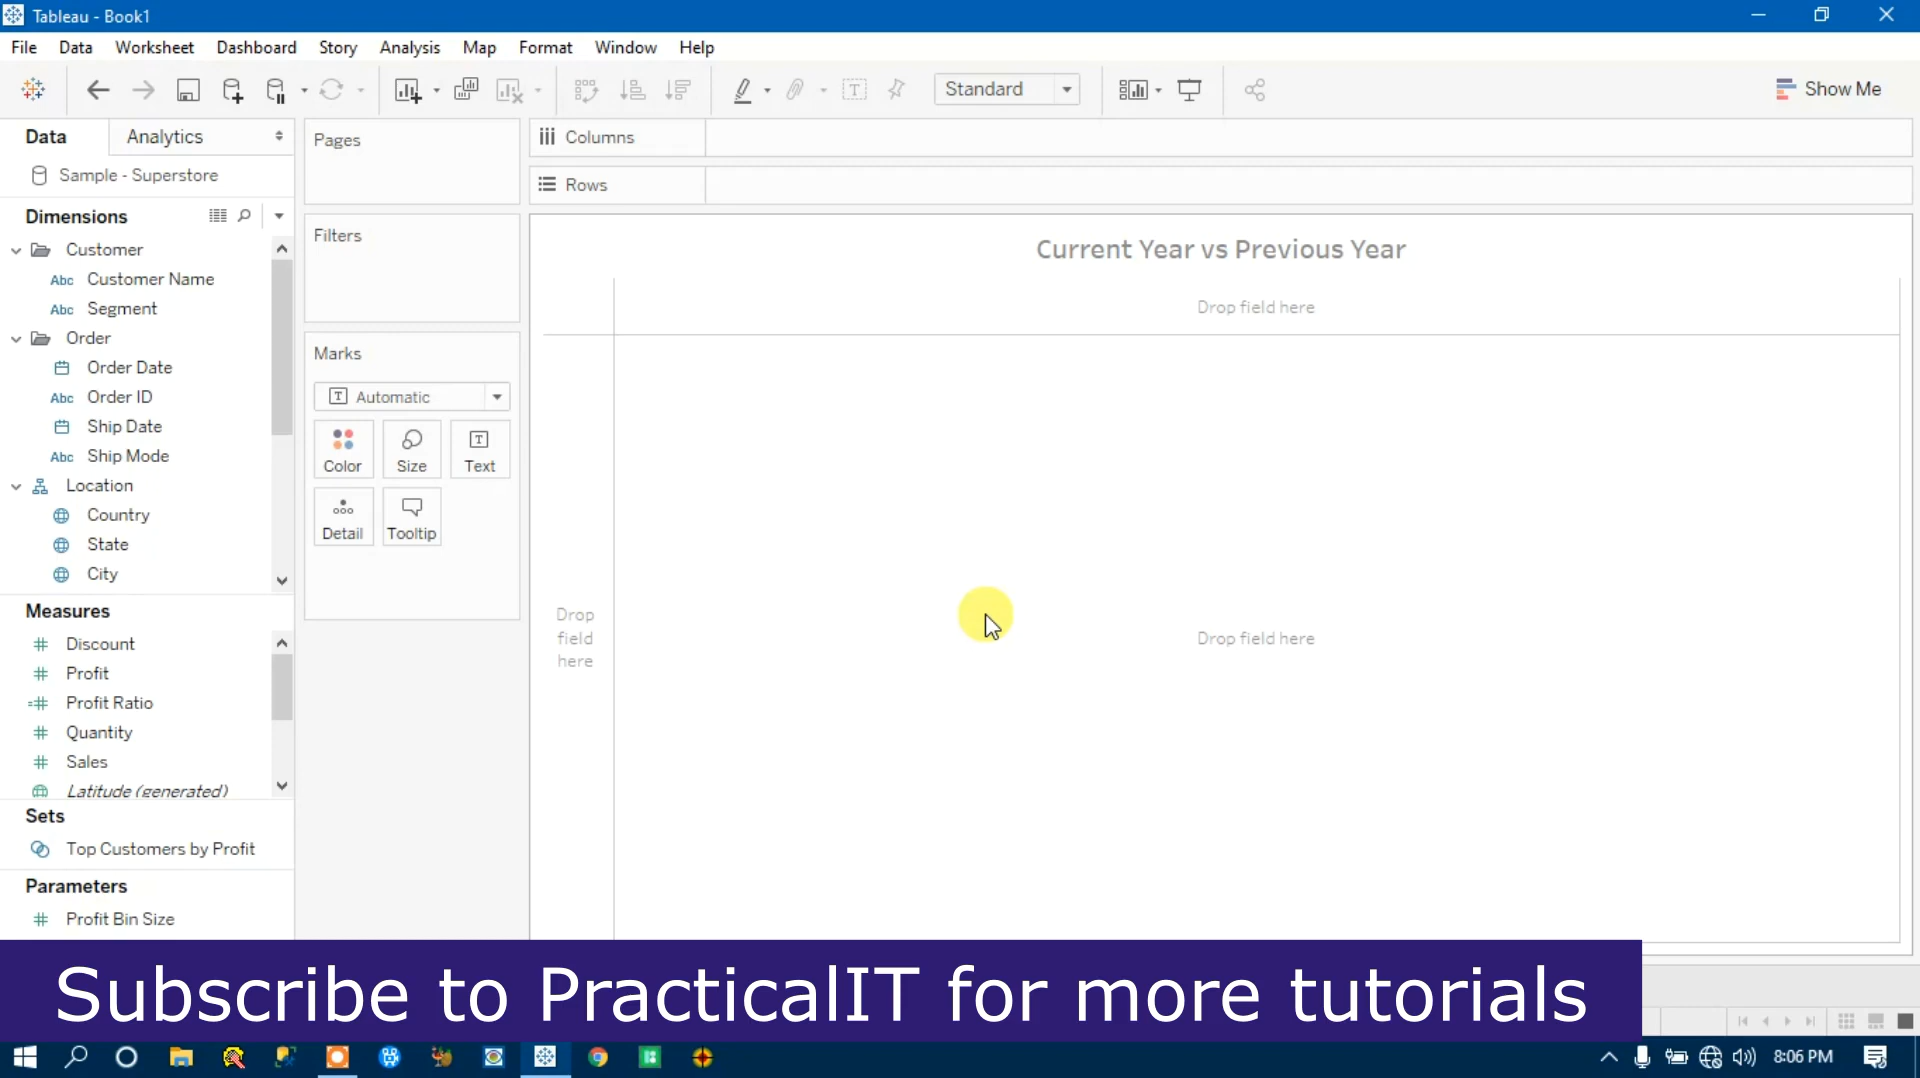 Tableau - Book1
File Data Worksheet Dashboard Story Analysis Map Format Window Help
Standard
Show Me
Data Analytics
Sample - Superstore
Dimensions
Customer
Abc Customer Name
Abc Segment
Order
Order Date
Abc Order ID
Ship Date
Abc Ship Mode
Location
Country
State
City
Measures
Discount
Profit
Profit Ratio
Quantity
Sales
Latitude (generated)
Sets
Top Customers by Profit
Parameters
Profit Bin Size
Pages
Filters
Marks
Automatic
Color Size Text
Detail Tooltip
Columns
Rows
Current Year vs Previous Year
Drop field here
Drop
field
here
Drop field here
Subscribe to PracticalIT for more tutorials
8:06 PM